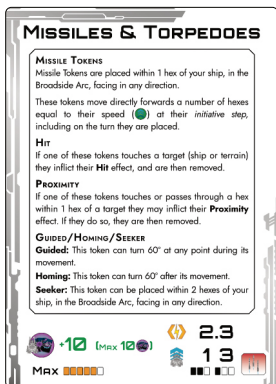 Missiles & Torpedoes
Missile Tokens
Missile Tokens are placed within 1 hex of your ship, in the
Broadside Arc, facing in any direction.
These tokens move directly forwards a number of hexes
equal to their speed ( ) at their initiative step,
including on the turn they are placed.
Hit
If one of these tokens touches a target (ship or terrain)
they inflict their Hit effect, and are then removed.
Proximity
If one of these tokens touches or passes through a hex
within 1 hex of a target they may inflict their Proximity
effect. If they do so, they are then removed.
Guided/Homing/Seeker
Guided: This token can turn 60° at any point during its
movement.
Homing: This token can turn 60° after its movement.
Seeker: This token can be placed within 2 hexes of your
ship, in the Broadside Arc, facing in any direction.
+10 (Max 10 )
2.3
13
Max